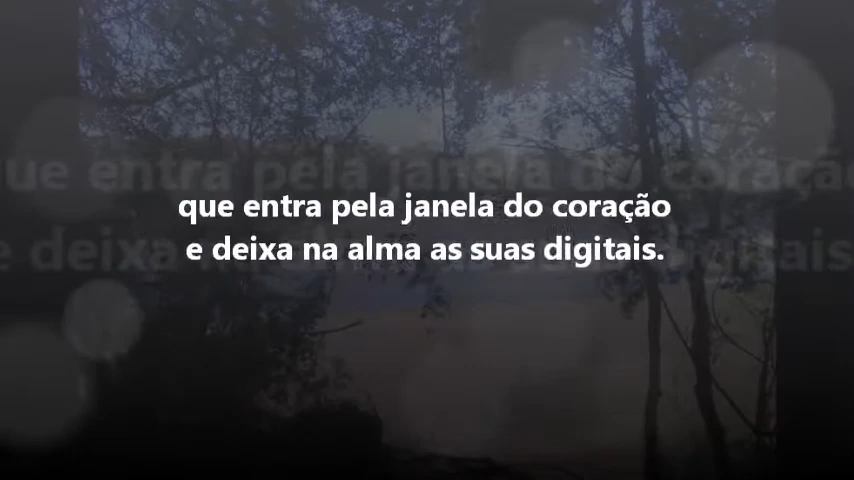 que entra pela janela do coração
e deixa na alma as suas digitais.